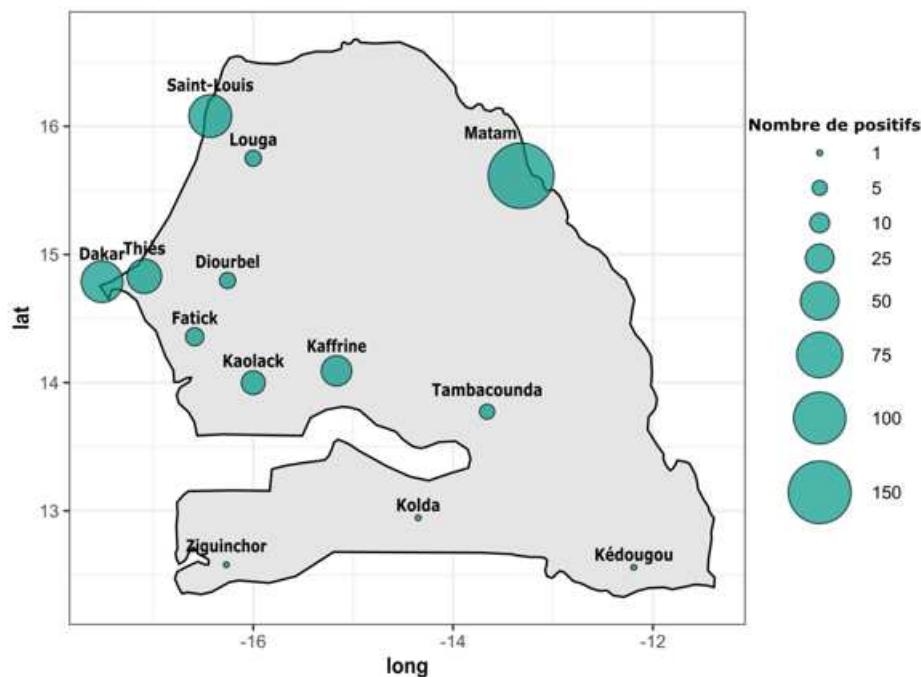 Saint-Louis
Louga
Matam
Dakar
Thiés
Diourbel
Fatick
Kaolack
Kaffrine
Tambacounda
Kolda
Ziguinchor
Kédougou
16
15
14
13
lat
-16
-14
-12
long
Nombre de positifs
1
5
10
25
50
75
100
150